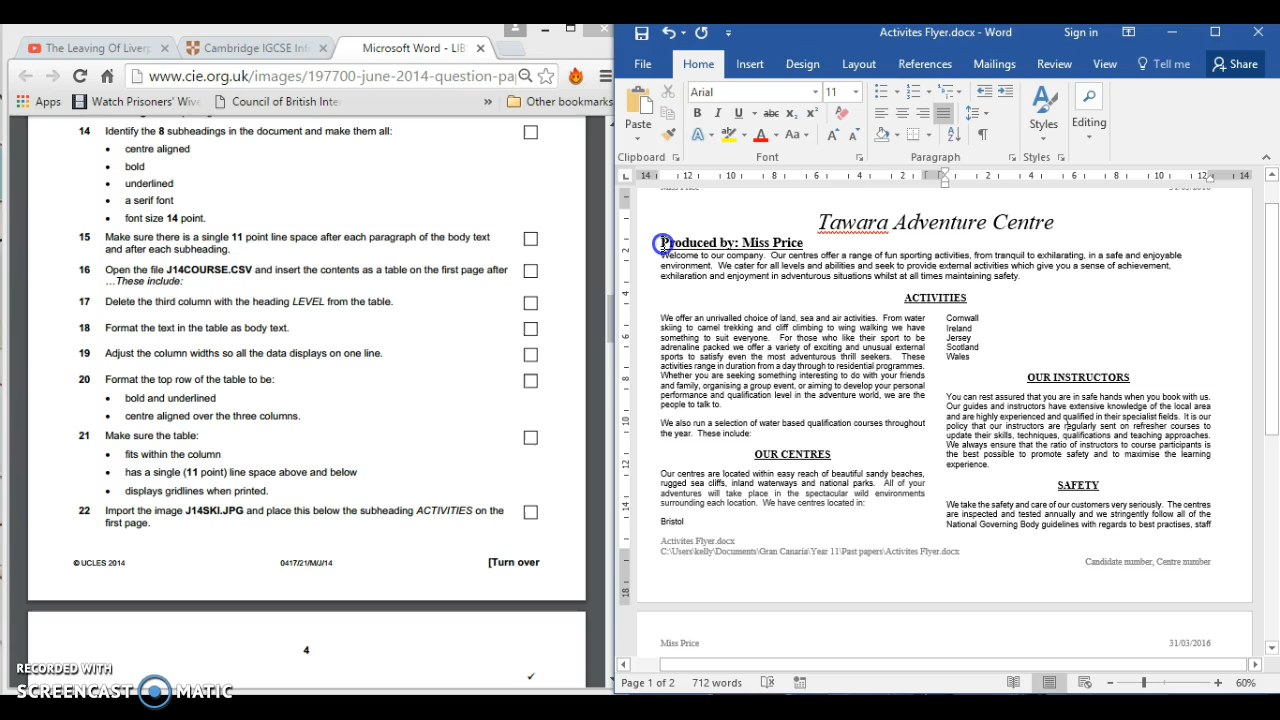 The Leaving Of Liverp
Cambridge IGCSE Inf
Microsoft Word - LIB
www.cie.org.uk/images/197700-june-2014-question-pa
Apps
Watch Prisoners' Wive
Council of British Inte
»
Other bookmarks
14 Identify the 8 subheadings in the document and make them all:
• centre aligned
• bold
• underlined
• a serif font
• font size 14 point.
15 Make sure there is a single 11 point line space after each paragraph of the body text
and after each subheading.
16 Open the file J14COURSE.CSV and insert the contents as a table on the first page after
...These include:
17 Delete the third column with the heading LEVEL from the table.
18 Format the text in the table as body text.
19 Adjust the column widths so all the data displays on one line.
20 Format the top row of the table to be:
• bold and underlined
• centre aligned over the three columns.
21 Make sure the table:
• fits within the column
• has a single (11 point) line space above and below
• displays gridlines when printed.
22 Import the image J14SKI.JPG and place this below the subheading ACTIVITIES on the
first page.
© UCLES 2014
0417/21/M/J/14
[Turn over
4
RECORDED WITH
SCREENCAST MATIC
Activites Flyer.docx - Word
Sign in
File
Home
Insert
Design
Layout
References
Mailings
Review
View
Tell me
Share
Paste
Arial
11
B I U abc x₂ x²
A
Aa
Styles
Editing
Clipboard
Font
Paragraph
Styles
14 12 10 8 6 4 2 2 4 6 8 10 12 14
Miss Price
31/03/2016
Tawara Adventure Centre
Produced by: Miss Price
Welcome to our company. Our centres offer a range of fun sporting activities, from tranquil to exhilarating, in a safe and enjoyable
environment. We cater for all levels and abilities and seek to provide external activities which give you a sense of achievement,
exhilaration and enjoyment in adventurous situations whilst at all times maintaining safety.
ACTIVITIES
We offer an unrivalled choice of land, sea and air activities. From water
skiing to camel trekking and cliff climbing to wing walking we have
something to suit everyone. For those who like their sport to be
adrenaline packed we offer a variety of exciting and unusual external
sports to satisfy even the most adventurous thrill seekers. These
activities range in duration from a day through to residential programmes.
Whether you are seeking something interesting to do with your friends
and family, organising a group event, or aiming to develop your personal
performance and qualification level in the adventure world, we are the
people to talk to.
We also run a selection of water based qualification courses throughout
the year. These include:
OUR CENTRES
Our centres are located within easy reach of beautiful sandy beaches,
rugged sea cliffs, inland waterways and national parks. All of your
adventures will take place in the spectacular wild environments
surrounding each location. We have centres located in:
Bristol
Cornwall
Ireland
Jersey
Scotland
Wales
OUR INSTRUCTORS
You can rest assured that you are in safe hands when you book with us.
Our guides and instructors have extensive knowledge of the local area
and are highly experienced and qualified in their specialist fields. It is our
policy that our instructors are regularly sent on refresher courses to
update their skills, techniques, qualifications and teaching approaches.
We always ensure that the ratio of instructors to course participants is
the best possible to promote safety and to maximise the learning
experience.
SAFETY
We take the safety and care of our customers very seriously. The centres
are inspected and tested annually and we stringently follow all of the
National Governing Body guidelines with regards to best practises, staff
Activites Flyer.docx
C:\Users\kelly\Documents\Gran Canaria\Year 11\Past papers\Activites Flyer.docx
Candidate number, Centre number
Miss Price
31/03/2016
Page 1 of 2
712 words
60%